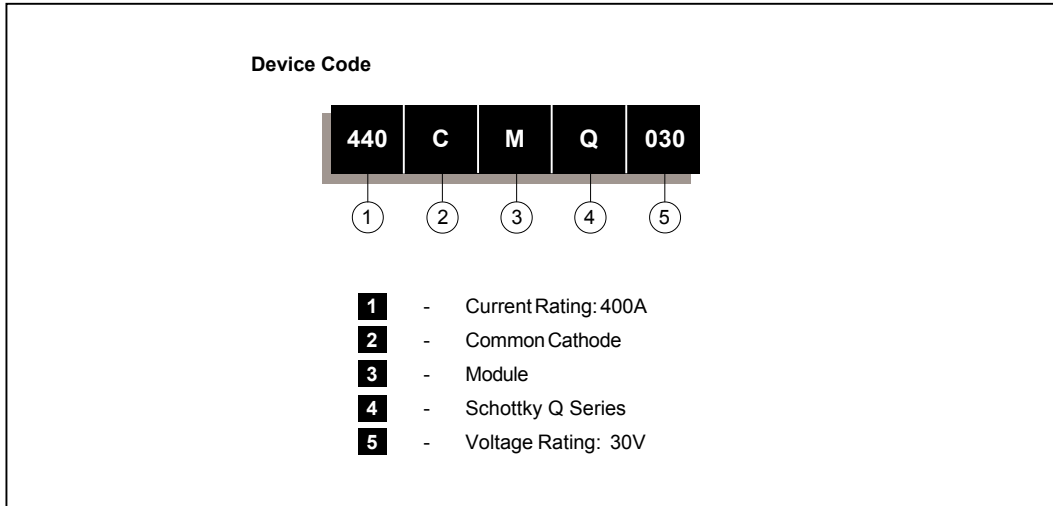 Device Code
440 C M Q 030
1 2 3 4 5
1 - Current Rating: 400A
2 - Common Cathode
3 - Module
4 - Schottky Q Series
5 - Voltage Rating: 30V